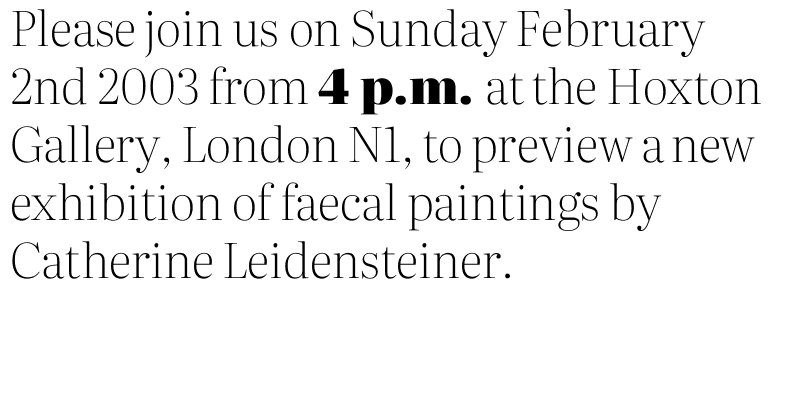 Please join us on Sunday February
2nd 2003 from 4 p.m. at the Hoxton
Gallery, London N1, to preview a new
exhibition of faecal paintings by
Catherine Leidensteiner.